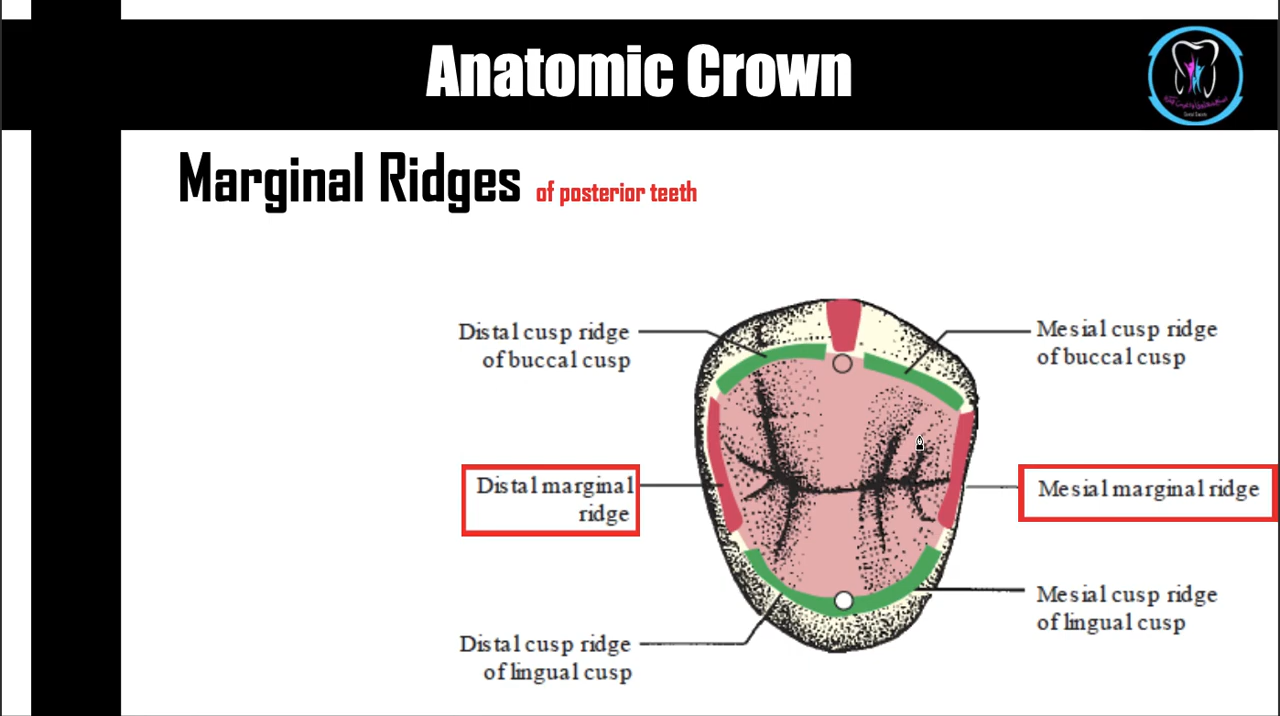 Anatomic Crown
Marginal Ridges of posterior teeth
Distal cusp ridge
of buccal cusp
Mesial cusp ridge
of buccal cusp
Distal marginal
ridge
Mesial marginal ridge
Mesial cusp ridge
of lingual cusp
Distal cusp ridge
of lingual cusp